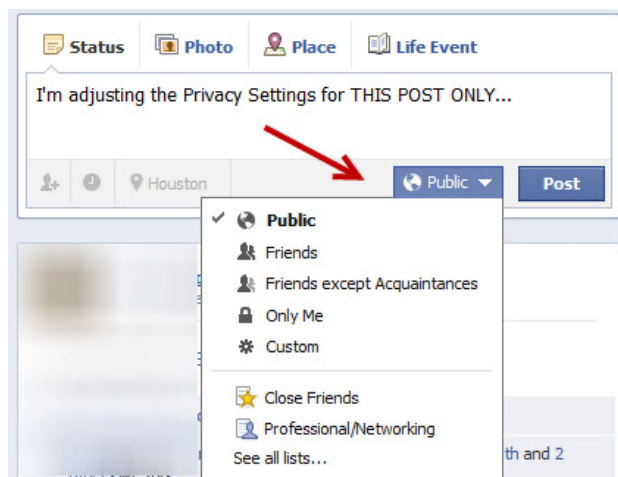 Status Photo Place Life Event
I'm adjusting the Privacy Settings for THIS POST ONLY...
Houston Public Post
Public
Friends
Friends except Acquaintances
Only Me
Custom
Close Friends
Professional/Networking
See all lists...
th and 2